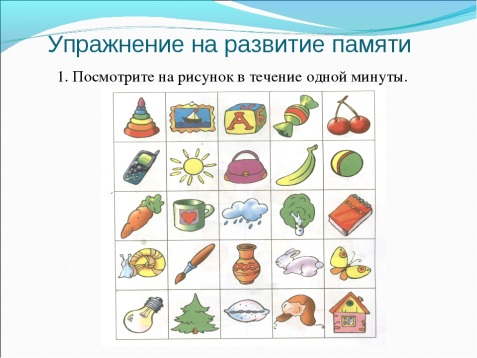 Упражнение на развитие памяти
1. Посмотрите на рисунок в течение одной минуты.
А